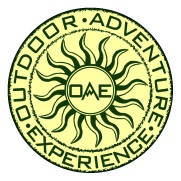 OUTDOOR · ADVENTURE
· EXPERIENCE ·
OAE